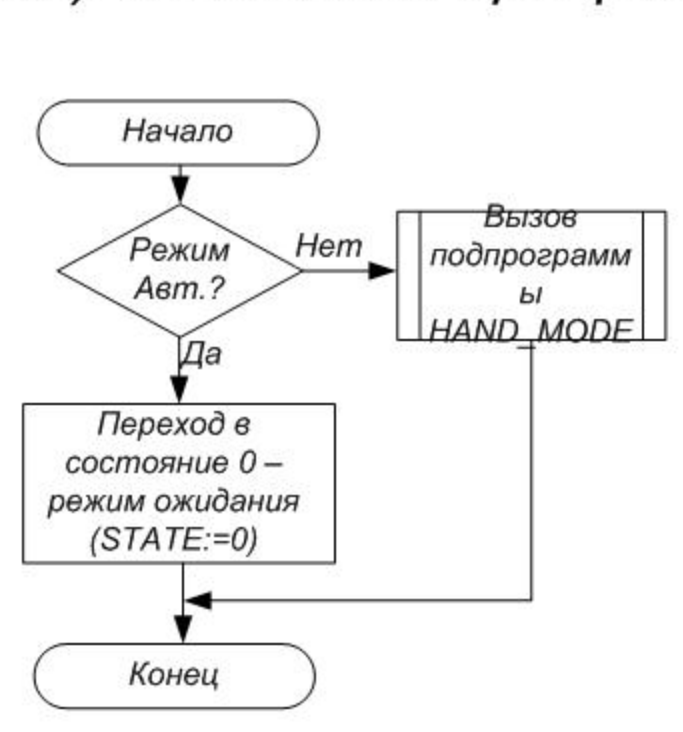 Начало
Режим
Авт.?
Нет
Вызов
подпрограмм
ы
HAND_MODE
Да
Переход в
состояние 0 –
режим ожидания
(STATE:=0)
Конец